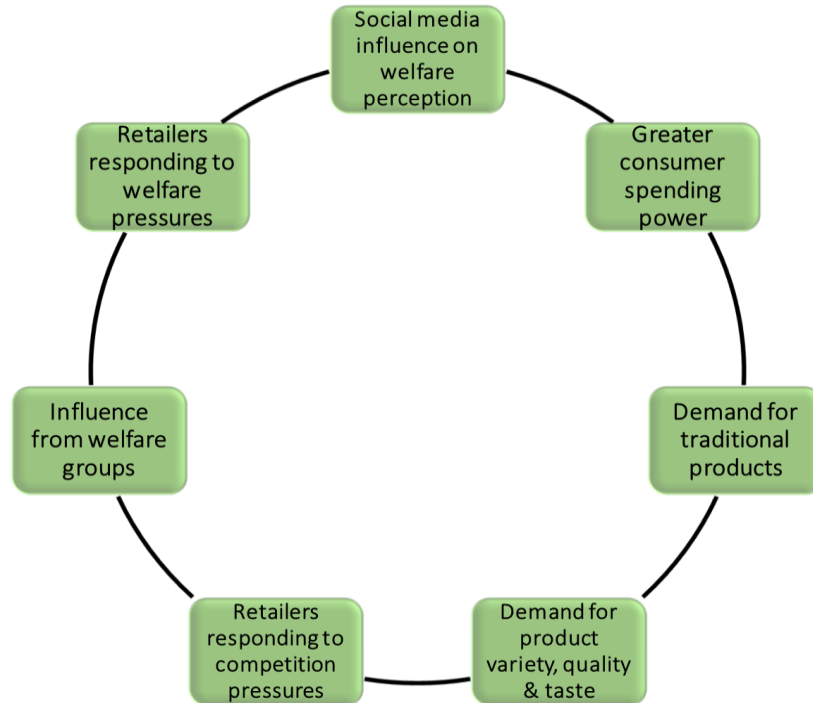 Social media
influence on
welfare
perception
Greater
consumer
spending
power
Demand for
traditional
products
Demand for
product
variety, quality
& taste
Retailers
responding to
competition
pressures
Influence
from welfare
groups
Retailers
responding to
welfare
pressures